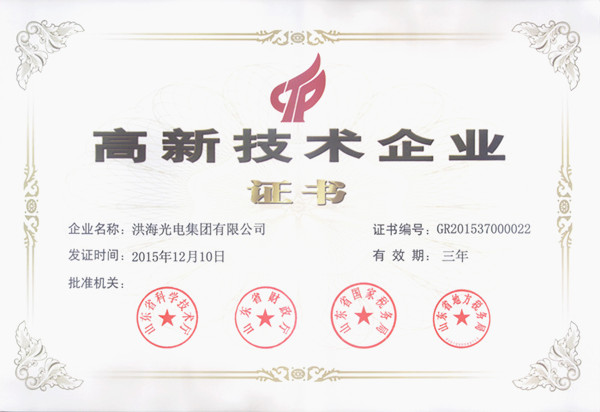 高新技术企业
证书
企业名称：洪海光电集团有限公司
证书编号：GR201537000022
发证时间：2015年12月10日
有 效 期：三年
批准机关：
山东省科学技术厅
山东省财政厅
山东省国家税务局
山东省地方税务局